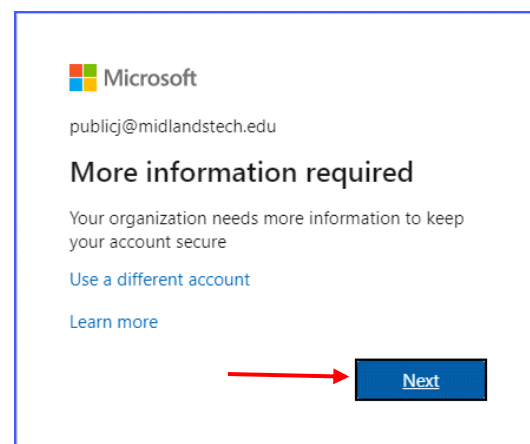 Microsoft
publicj@midlandstech.edu
More information required
Your organization needs more information to keep
your account secure
Use a different account
Learn more
Next